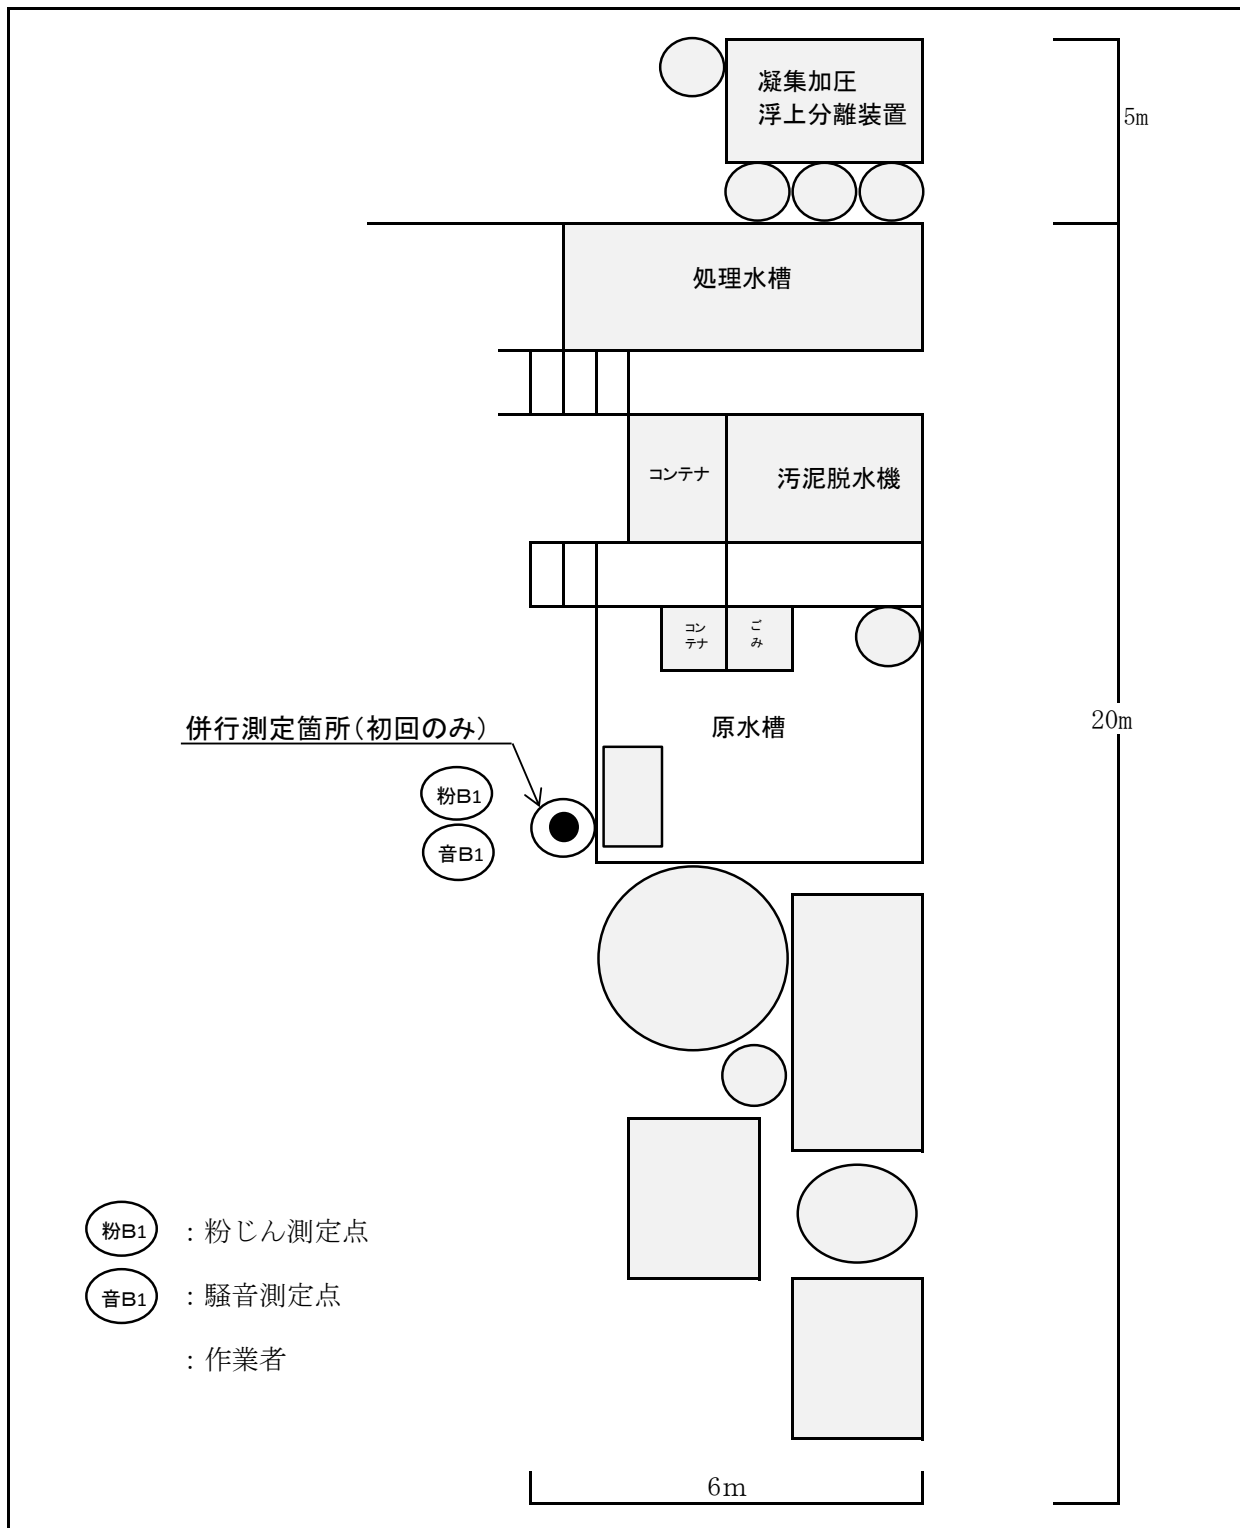 凝集加圧
浮上分離装置
5m
処理水槽
コンテナ
汚泥脱水機
コン
テナ
ご
み
併行測定箇所(初回のみ)
原水槽
20m
粉B1
音B1
粉B1 :粉じん測定点
音B1 :騒音測定点
:作業者
6m